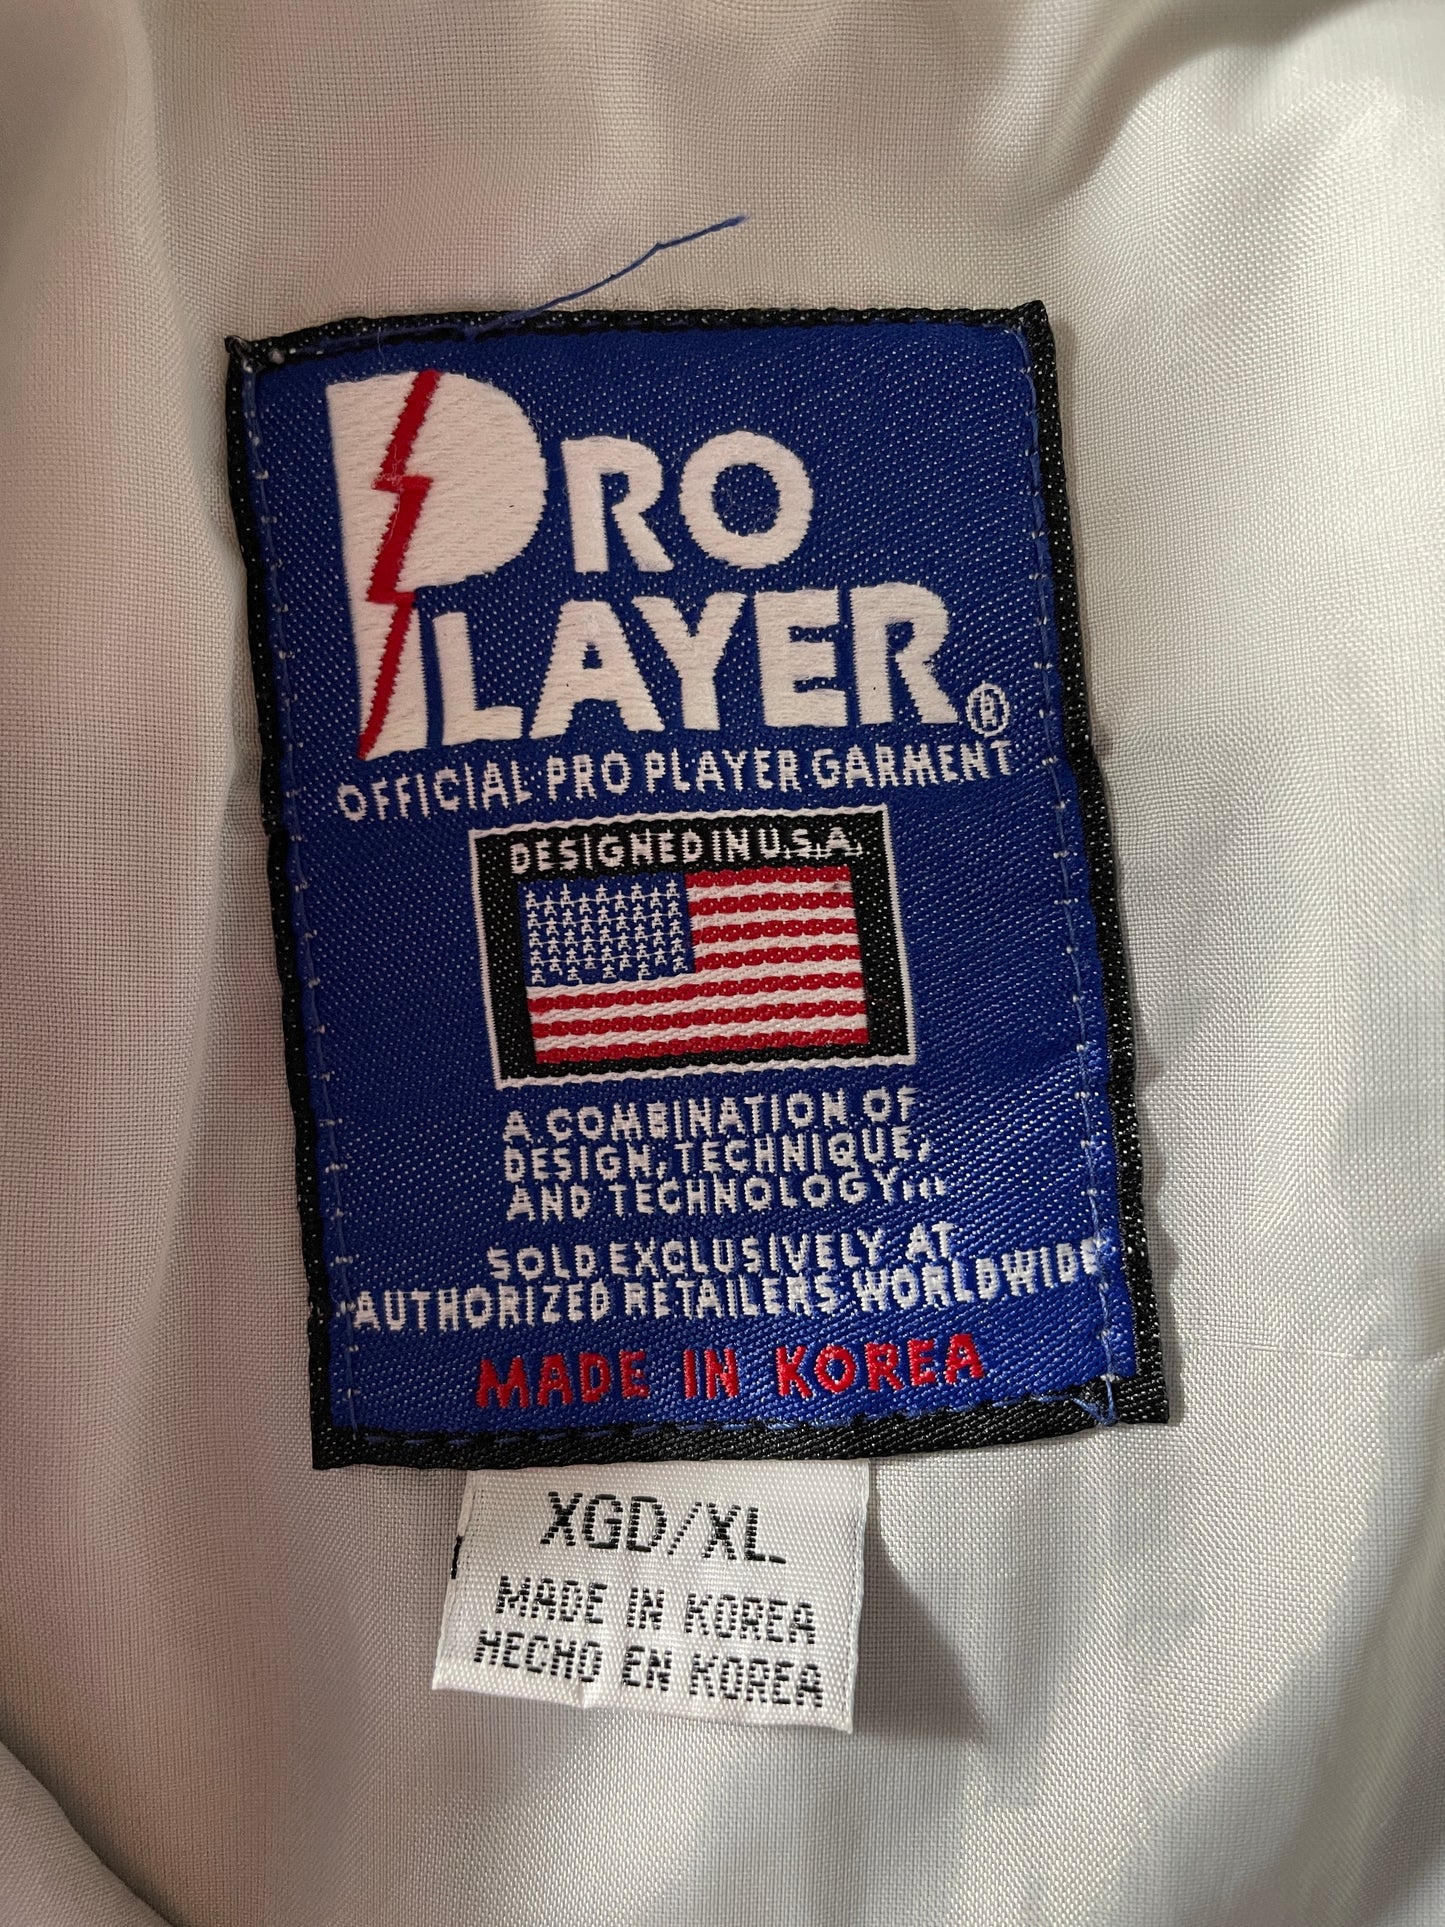 PRO
PLAYER®
OFFICIAL PRO PLAYER GARMENT
DESIGNED IN U.S.A.
A COMBINATION OF
DESIGN, TECHNIQUE,
AND TECHNOLOGY...
SOLD EXCLUSIVELY AT
AUTHORIZED RETAILERS WORLDWIDE
MADE IN KOREA
XGD/XL
MADE IN KOREA
HECHO EN KOREA